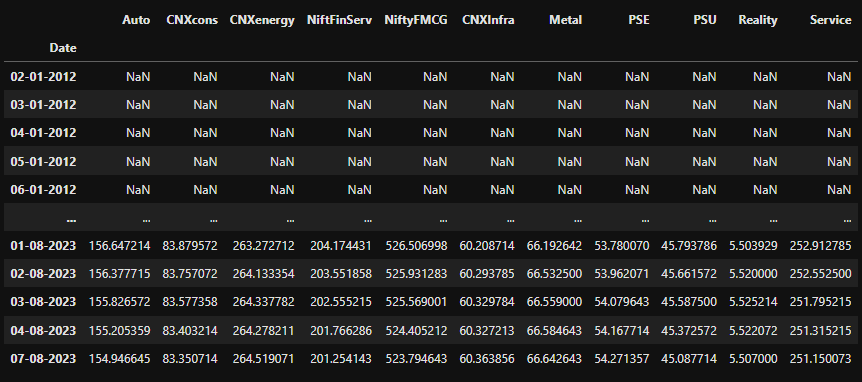 Auto CNXcons CNXenergy NiftFinServ NiftyFMCG CNXInfra Metal PSE PSU Reality Service
Date
02-01-2012 NaN NaN NaN NaN NaN NaN NaN NaN NaN NaN NaN
03-01-2012 NaN NaN NaN NaN NaN NaN NaN NaN NaN NaN NaN
04-01-2012 NaN NaN NaN NaN NaN NaN NaN NaN NaN NaN NaN
05-01-2012 NaN NaN NaN NaN NaN NaN NaN NaN NaN NaN NaN
06-01-2012 NaN NaN NaN NaN NaN NaN NaN NaN NaN NaN NaN
... ... ... ... ... ... ... ... ... ... ... ...
01-08-2023 156.647214 83.879572 263.272712 204.174431 526.506998 60.208714 66.192642 53.780070 45.793786 5.503929 252.912785
02-08-2023 156.377715 83.757072 264.133354 203.551858 525.931283 60.293785 66.532500 53.962071 45.661572 5.520000 252.552500
03-08-2023 155.826572 83.577358 264.337782 202.555215 525.569001 60.329784 66.559000 54.079643 45.587500 5.525214 251.795215
04-08-2023 155.205359 83.403214 264.278211 201.766286 524.405212 60.327213 66.584643 54.167714 45.372572 5.522072 251.315215
07-08-2023 154.946645 83.350714 264.519071 201.254143 523.794643 60.363856 66.642643 54.271357 45.087714 5.507000 251.150073